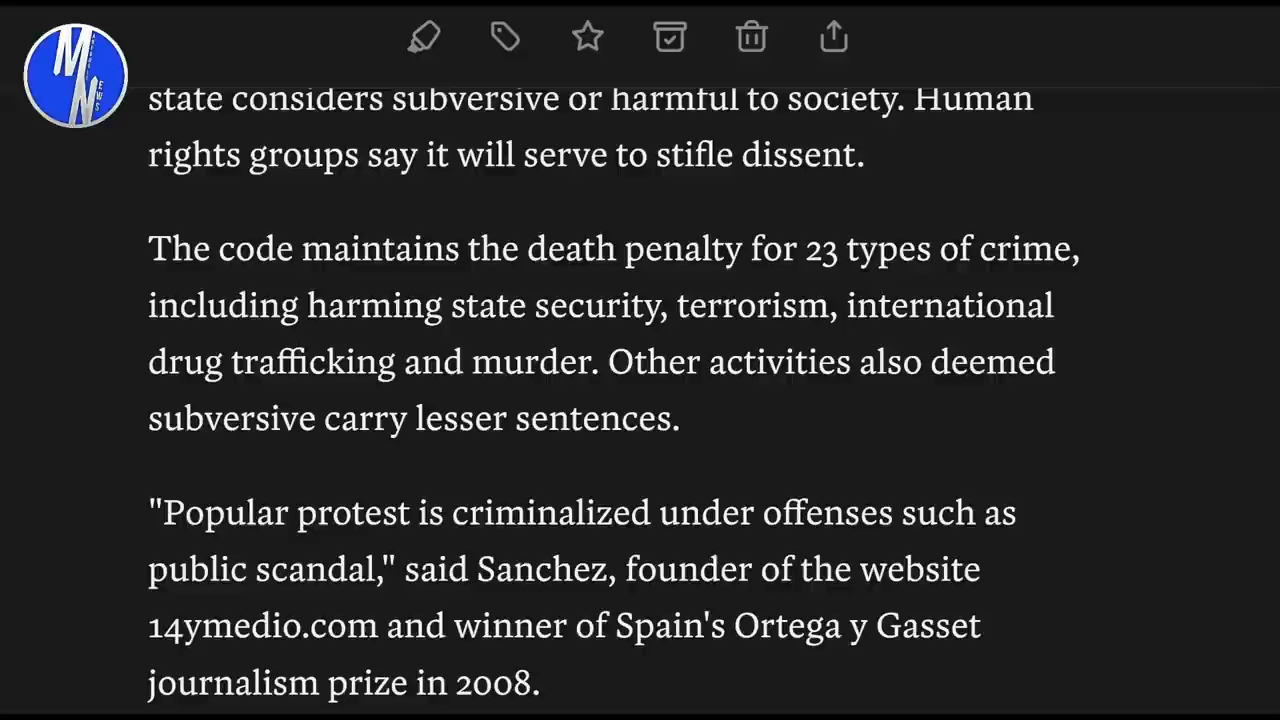 MN
state considers subversive or harmful to society. Human
rights groups say it will serve to stifle dissent.
The code maintains the death penalty for 23 types of crime,
including harming state security, terrorism, international
drug trafficking and murder. Other activities also deemed
subversive carry lesser sentences.
"Popular protest is criminalized under offenses such as
public scandal," said Sanchez, founder of the website
14ymedio.com and winner of Spain's Ortega y Gasset
journalism prize in 2008.